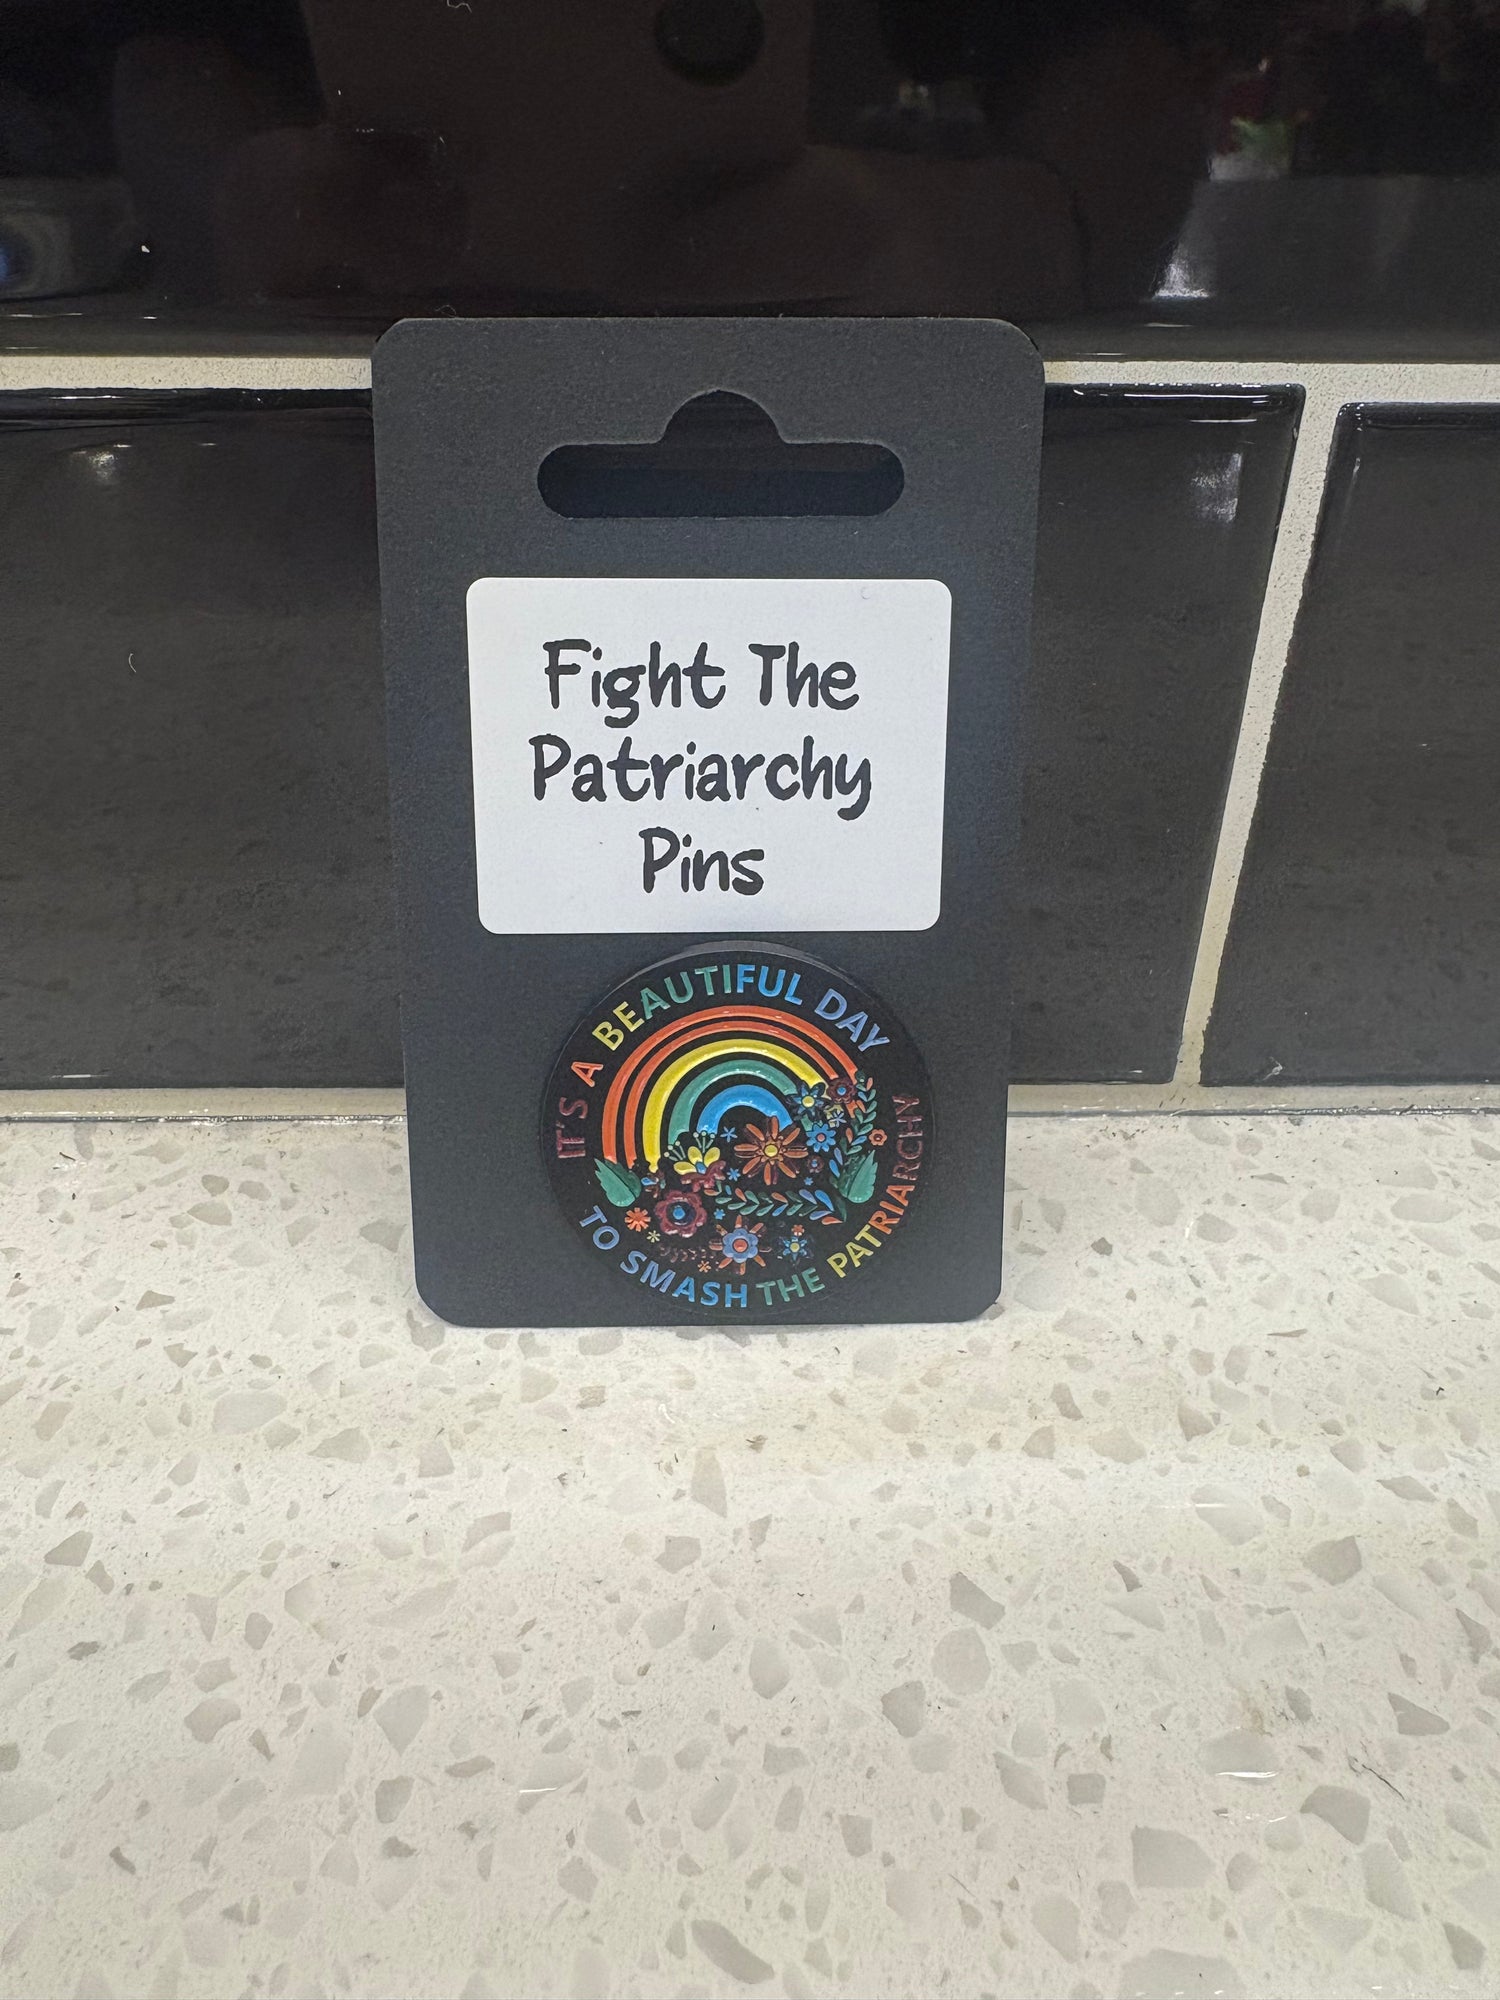 Fight The
Patriarchy
Pins
IT'S A BEAUTIFUL DAY
TO SMASH THE PATRIARCHY